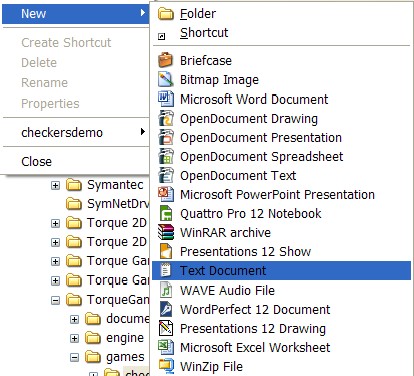 New
Create Shortcut
Delete
Rename
Properties
checkersdemo
Close
Folder
Shortcut
Briefcase
Bitmap Image
Microsoft Word Document
OpenDocument Drawing
OpenDocument Presentation
OpenDocument Spreadsheet
OpenDocument Text
Microsoft PowerPoint Presentation
Quattro Pro 12 Notebook
WinRAR archive
Presentations 12 Show
Text Document
WAVE Audio File
WordPerfect 12 Document
Presentations 12 Drawing
Microsoft Excel Worksheet
WinZip File
Symantec
SymNetDrv
Torque 2D
Torque 2D
Torque Gar
Torque Gar
TorqueGam
docume
engine
games